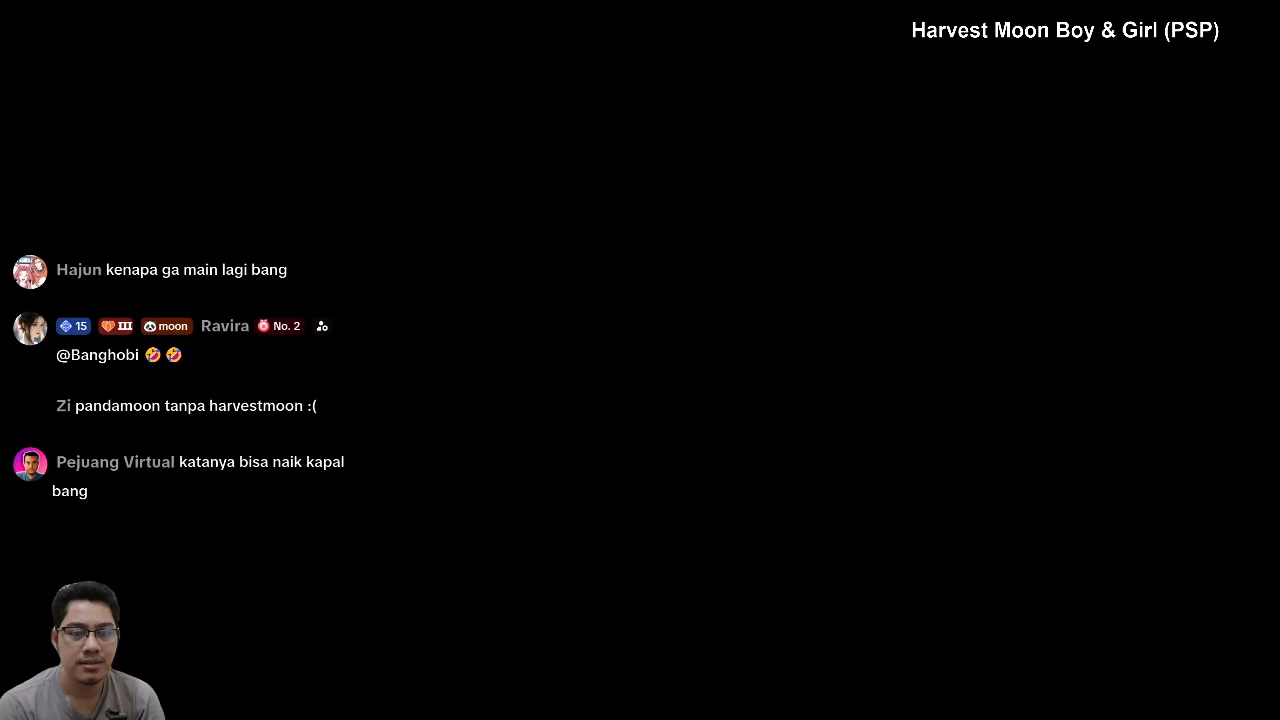 Harvest Moon Boy & Girl (PSP)
Hajun kenapa ga main lagi bang
15 III moon Ravira No. 2
@Banghobi 🤣 🤣
Zi pandamoon tanpa harvestmoon :(
Pejuang Virtual katanya bisa naik kapal
bang